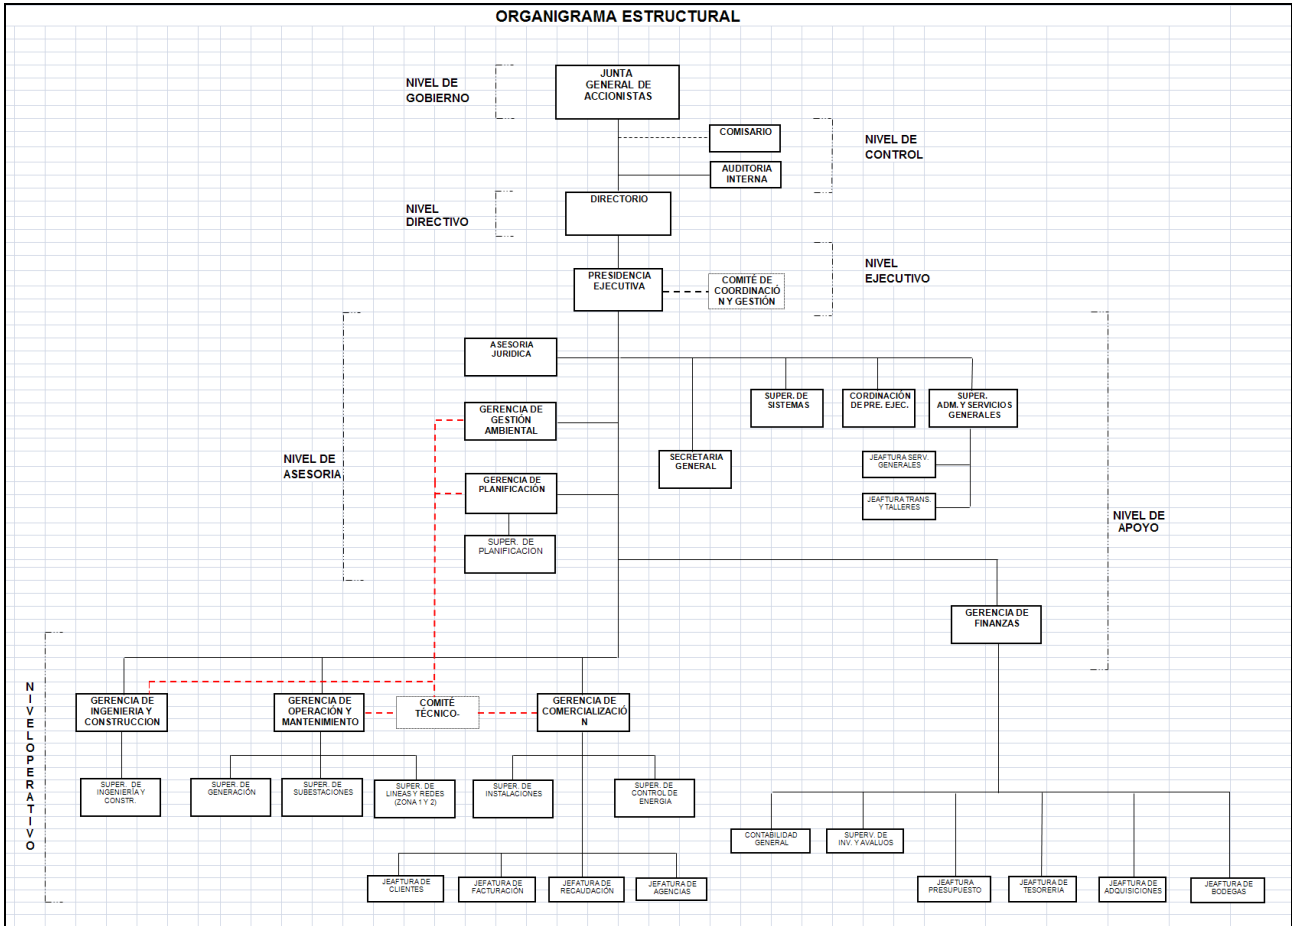 ORGANIGRAMA ESTRUCTURAL
JUNTA
GENERAL DE
ACCIONISTAS
NIVEL DE
GOBIERNO
COMISARIO
NIVEL DE
CONTROL
AUDITORIA
INTERNA
DIRECTORIO
NIVEL
DIRECTIVO
PRESIDENCIA
EJECUTIVA
COMITÉ DE
COORDINACIÓ
N Y GESTIÓN
NIVEL
EJECUTIVO
ASESORIA
JURIDICA
SUPER. DE
SISTEMAS
CORDINACIÓN
DE PRE. EJEC.
SUPER.
ADM. Y SERVICIOS
GENERALES
GERENCIA DE
GESTIÓN
AMBIENTAL
NIVEL DE
ASESORIA
SECRETARIA
GENERAL
JEAFTURA SERV.
GENERALES
GERENCIA DE
PLANIFICACIÓN
JEAFTURA TRANS.
Y TALLERES
NIVEL DE
APOYO
SUPER. DE
PLANIFICACION
GERENCIA DE
FINANZAS
NIVEL OPERATIVO
GERENCIA DE
INGENIERIA Y
CONSTRUCCION
GERENCIA DE
OPERACIÓN Y
MANTENIMIENTO
COMITÉ
TÉCNICO-
GERENCIA DE
COMERCIALIZACIÓ
N
SUPER. DE
INGENIERÍA Y
CONSTR.
SUPER. DE
GENERACIÓN
SUPER. DE
SUBESTACIONES
SUPER. DE
LINEAS Y REDES
(ZONA 1 Y 2)
SUPER. DE
INSTALACIONES
SUPER. DE
CONTROL DE
ENERGIA
CONTABILIDAD
GENERAL
SUPERV. DE
INV. Y AVALUOS
JEAFTURA DE
CLIENTES
JEFATURA DE
FACTURACIÓN
JEFATURA DE
RECAUDACIÓN
JEFATURA DE
AGENCIAS
JEAFTURA
PRESUPUESTO
JEAFTURA DE
TESORERIA
JEAFTURA DE
ADQUISICIONES
JEAFTURA DE
BODEGAS